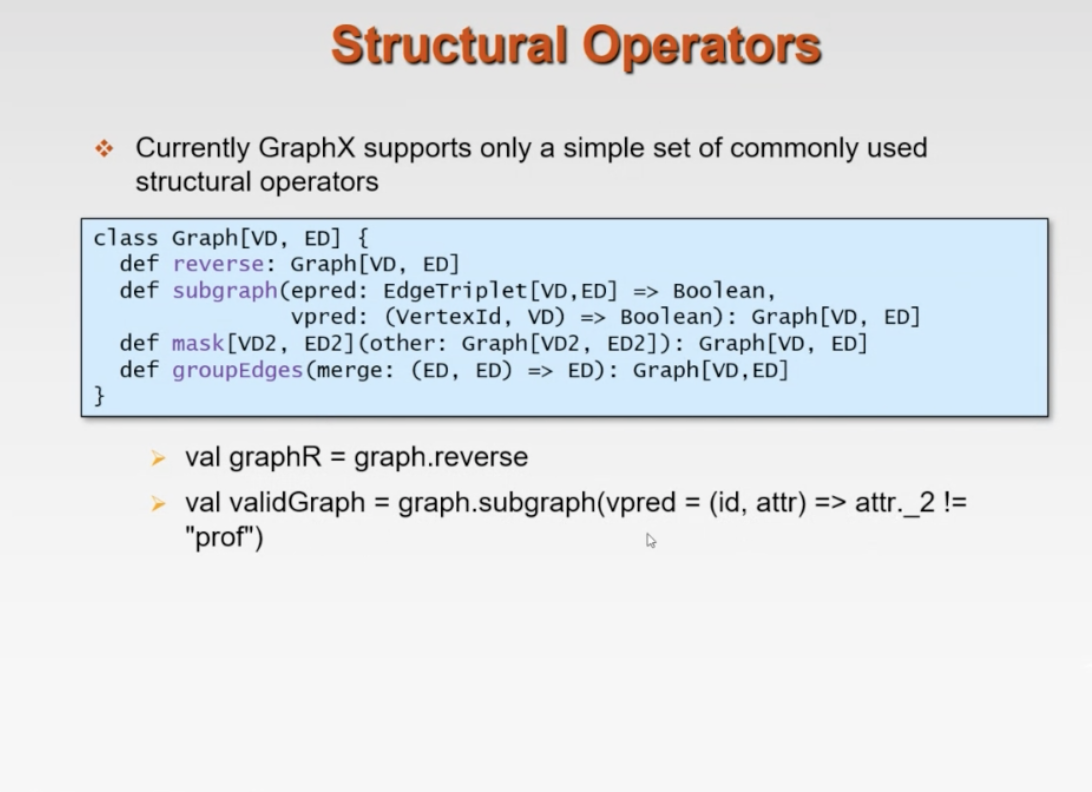 Structural Operators
Currently GraphX supports only a simple set of commonly used
structural operators
class Graph[VD, ED] {
  def reverse: Graph[VD, ED]
  def subgraph(epred: EdgeTriplet[VD,ED] => Boolean,
               vpred: (VertexId, VD) => Boolean): Graph[VD, ED]
  def mask[VD2, ED2](other: Graph[VD2, ED2]): Graph[VD, ED]
  def groupEdges(merge: (ED, ED) => ED): Graph[VD,ED]
}
val graphR = graph.reverse
val validGraph = graph.subgraph(vpred = (id, attr) => attr._2 !=
"prof")